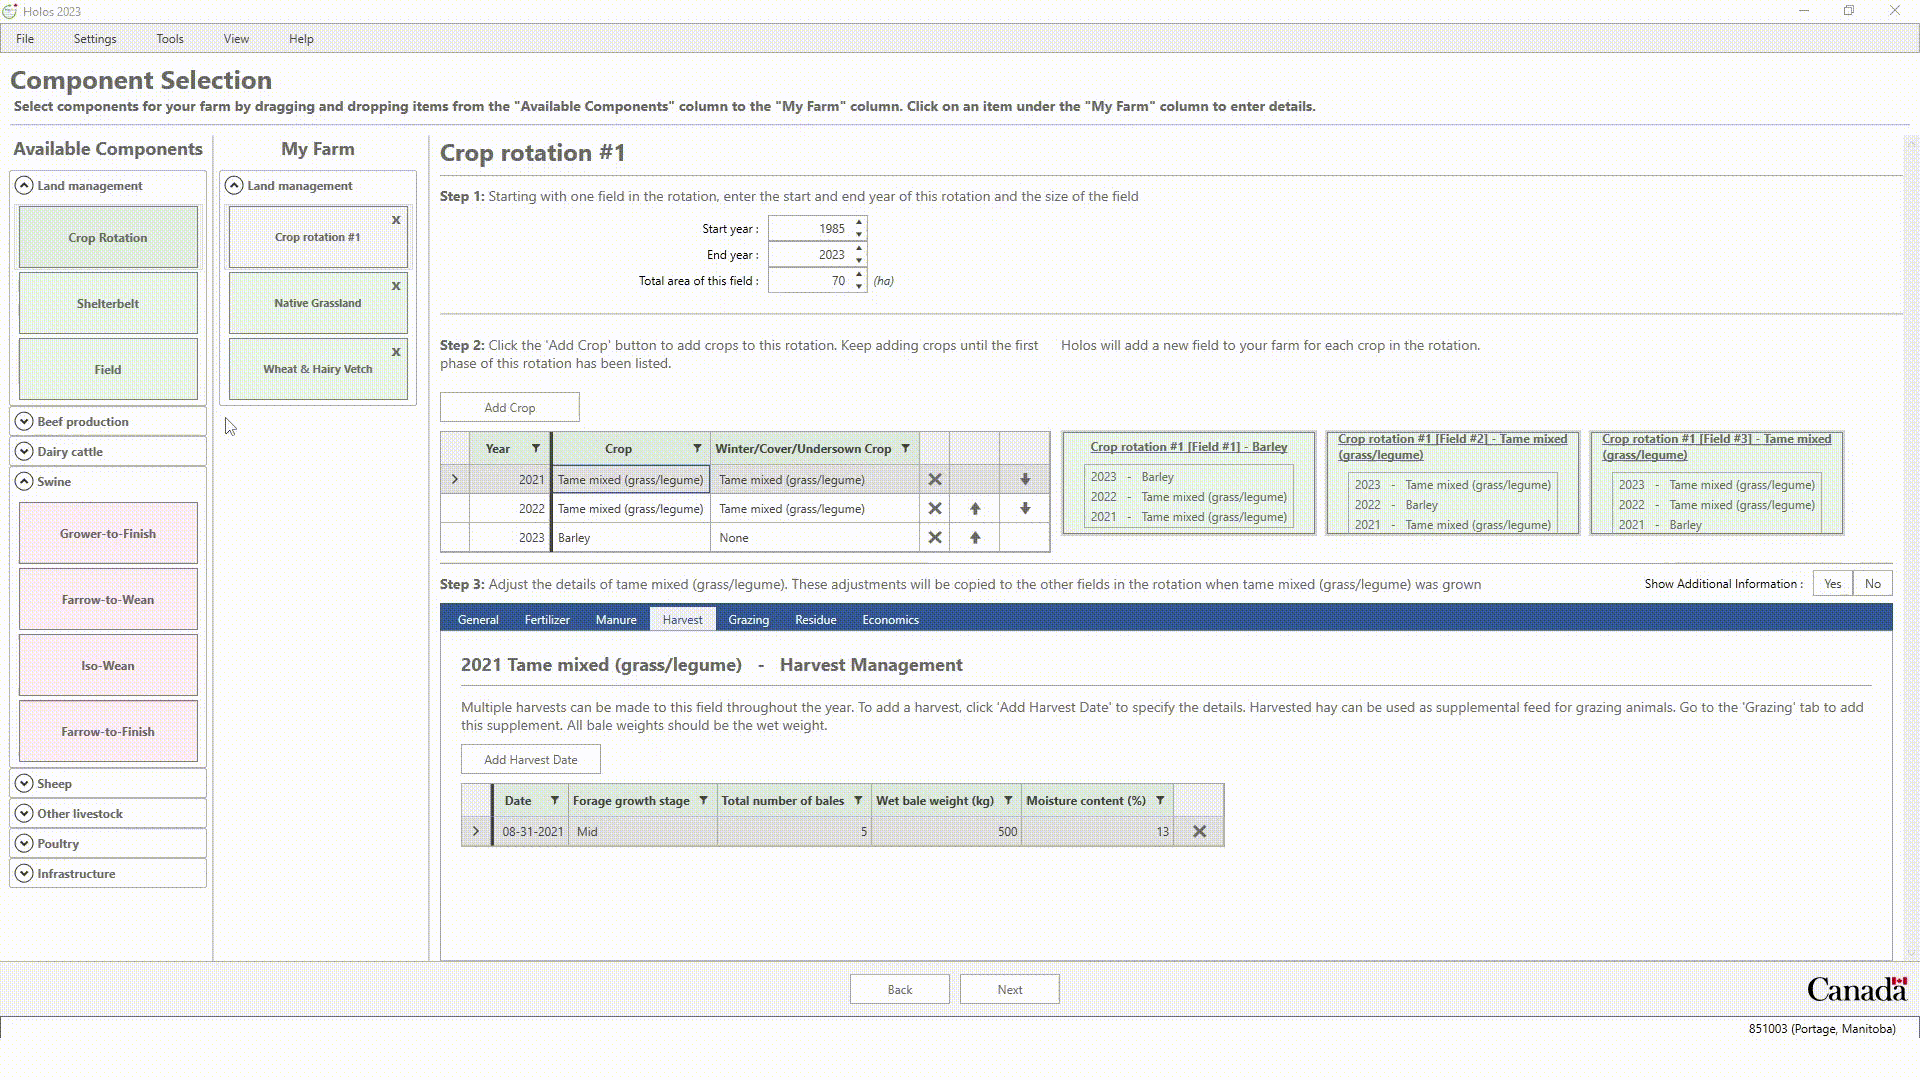 Holos 2023
File Settings Tools View Help
Component Selection
Select components for your farm by dragging and dropping items from the "Available Components" column to the "My Farm" column. Click on an item under the "My Farm" column to enter details.
Available Components
Land management
Crop Rotation
Shelterbelt
Field
Beef production
Dairy cattle
Swine
Grower-to-Finish
Farrow-to-Wean
Iso-Wean
Farrow-to-Finish
Sheep
Other livestock
Poultry
Infrastructure
My Farm
Land management
x
Crop rotation #1
x
Native Grassland
x
Wheat & Hairy Vetch
Crop rotation #1
Step 1: Starting with one field in the rotation, enter the start and end year of this rotation and the size of the field
Start year : 1985
End year : 2023
Total area of this field : 70 (ha)
Step 2: Click the 'Add Crop' button to add crops to this rotation. Keep adding crops until the first
phase of this rotation has been listed.
Holos will add a new field to your farm for each crop in the rotation.
Add Crop
Year Crop Winter/Cover/Undersown Crop
2021 Tame mixed (grass/legume) Tame mixed (grass/legume)
2022 Tame mixed (grass/legume) Tame mixed (grass/legume)
2023 Barley None
Crop rotation #1 [Field #1] - Barley
2023 - Barley
2022 - Tame mixed (grass/legume)
2021 - Tame mixed (grass/legume)
Crop rotation #1 [Field #2] - Tame mixed
(grass/legume)
2023 - Tame mixed (grass/legume)
2022 - Barley
2021 - Tame mixed (grass/legume)
Crop rotation #1 [Field #3] - Tame mixed
(grass/legume)
2023 - Tame mixed (grass/legume)
2022 - Tame mixed (grass/legume)
2021 - Barley
Step 3: Adjust the details of tame mixed (grass/legume). These adjustments will be copied to the other fields in the rotation when tame mixed (grass/legume) was grown
Show Additional Information : Yes No
General Fertilizer Manure Harvest Grazing Residue Economics
2021 Tame mixed (grass/legume) - Harvest Management
Multiple harvests can be made to this field throughout the year. To add a harvest, click 'Add Harvest Date' to specify the details. Harvested hay can be used as supplemental feed for grazing animals. Go to the 'Grazing' tab to add
this supplement. All bale weights should be the wet weight.
Add Harvest Date
Date Forage growth stage Total number of bales Wet bale weight (kg) Moisture content (%)
08-31-2021 Mid 5 500 13
Back Next
Canada
851003 (Portage, Manitoba)